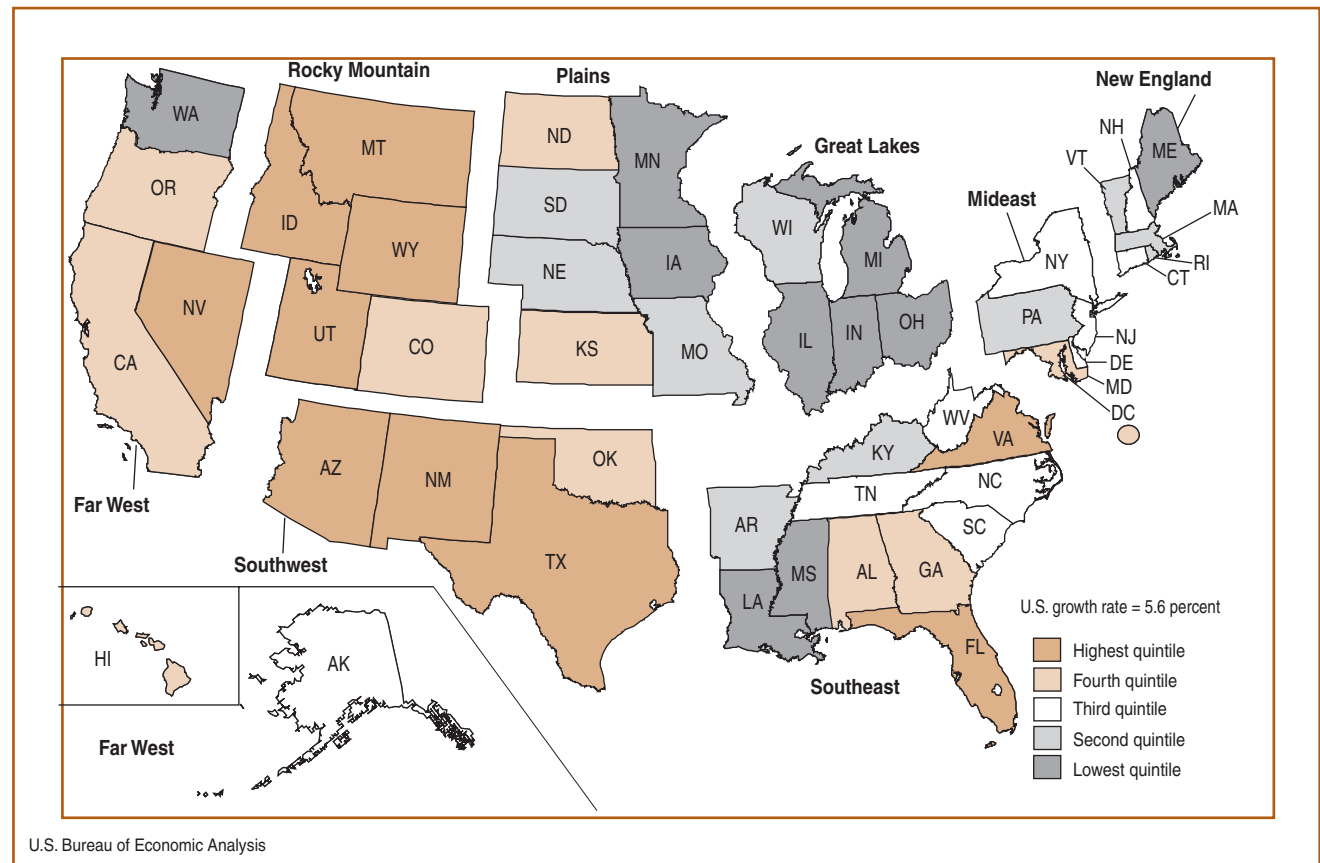 Rocky Mountain
Plains
New England
WA
MT
ND
MN
NH
ME
Great Lakes
VT
OR
ID
SD
WI
Mideast
MA
WY
NE
IA
MI
NY
RI
CT
NV
UT
CO
KS
MO
IL
IN
OH
PA
NJ
CA
DE
MD
DC
WV
VA
AZ
NM
OK
KY
TN
NC
Far West
AR
SC
Southwest
TX
MS
AL
GA
LA
U.S. growth rate = 5.6 percent
HI
AK
FL
Highest quintile
Fourth quintile
Southeast
Third quintile
Far West
Second quintile
Lowest quintile
U.S. Bureau of Economic Analysis